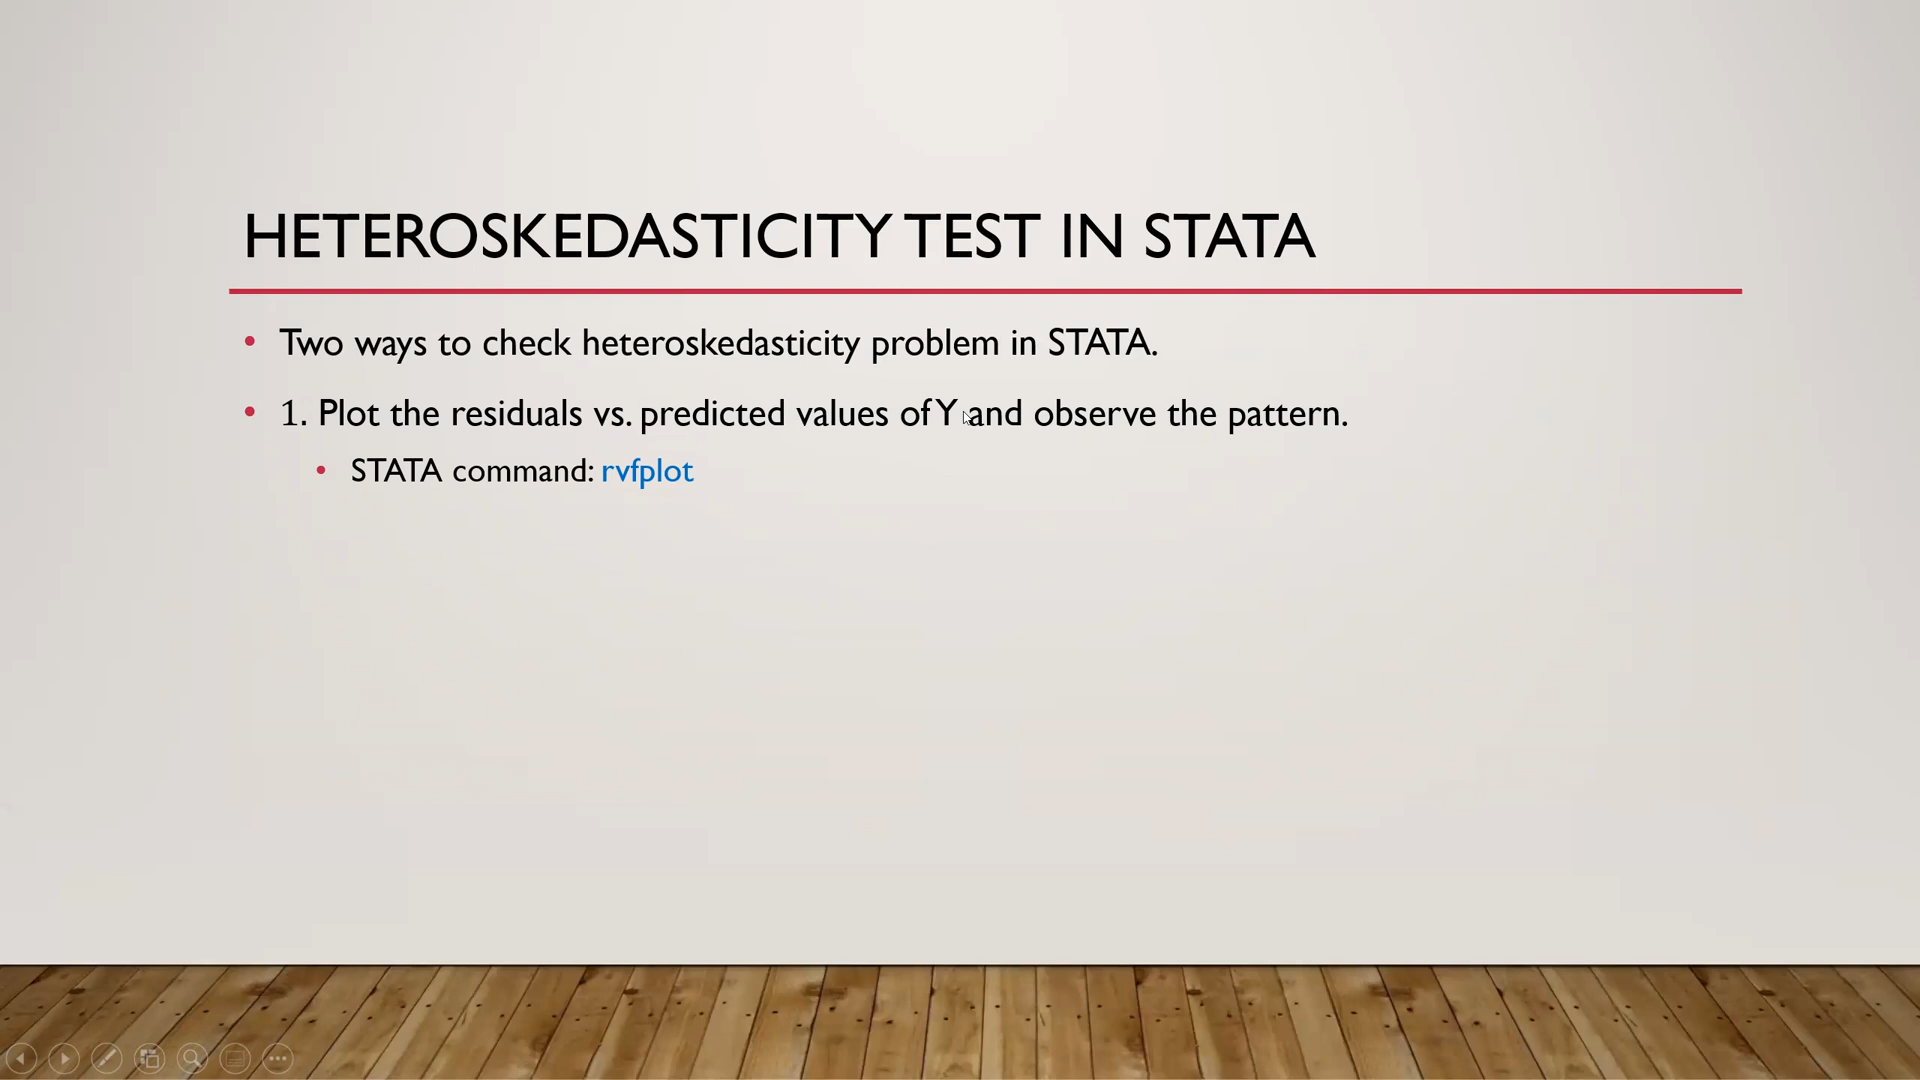 HETEROSKEDASTICITY TEST IN STATA
• Two ways to check heteroskedasticity problem in STATA.
• 1. Plot the residuals vs. predicted values of Y and observe the pattern.
• STATA command: rvfplot